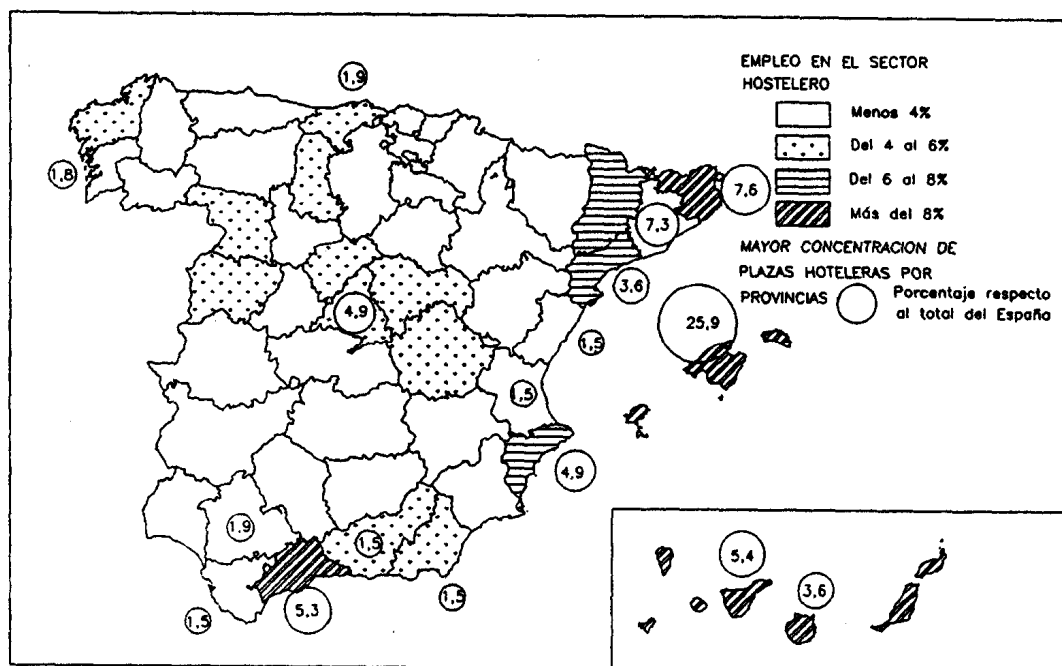 EMPLEO EN EL SECTOR
HOSTELERO
Menos 4%
Del 4 al 6%
Del 6 al 8%
Más del 8%
MAYOR CONCENTRACION DE
PLAZAS HOTELERAS POR
PROVINCIAS
Porcentaje respecto
al total del España
1,9
1,8
7,6
7,3
3,6
4,9
25,9
1,5
1,5
4,9
1,9
1,5
1,5
5,3
1,5
5,4
3,6